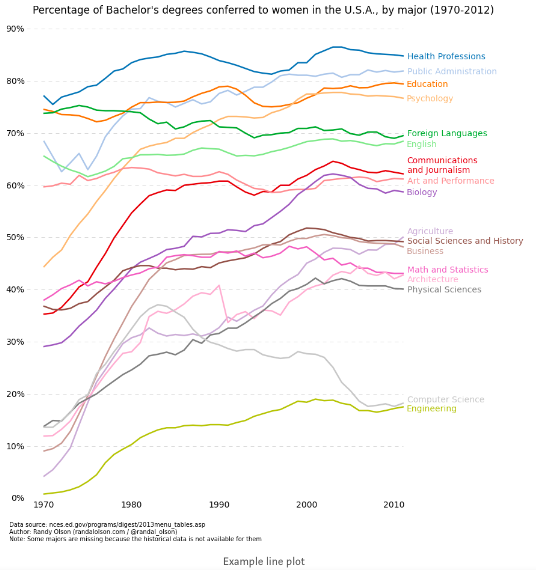 Percentage of Bachelor's degrees conferred to women in the U.S.A., by major (1970-2012)
90%
80%
70%
60%
50%
40%
30%
20%
10%
0%
1970
1980
1990
2000
2010
Health Professions
Public Administration
Education
Psychology
Foreign Languages
English
Communications
and Journalism
Art and Performance
Biology
Agriculture
Social Sciences and History
Business
Math and Statistics
Architecture
Physical Sciences
Computer Science
Engineering
Data source: nces.ed.gov/programs/digest/2013menu_tables.asp
Author: Randy Olson (randalolson.com / @randal_olson)
Note: Some majors are missing because the historical data is not available for them
Example line plot